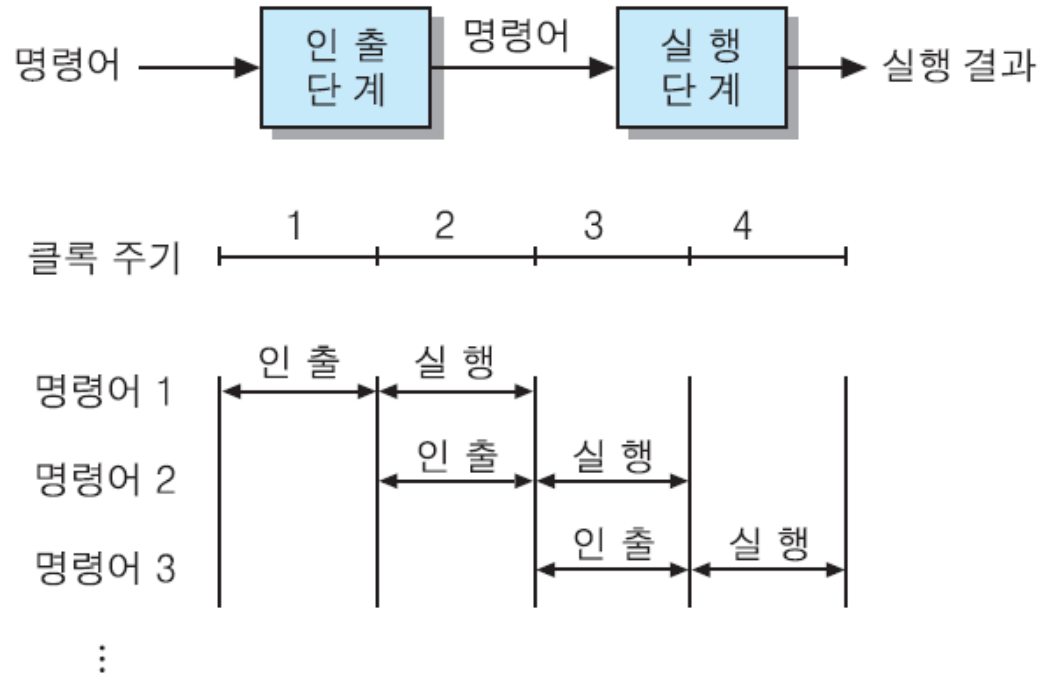 명령어 인 출 단 계 명령어 실 행 단 계 실행 결과
클록 주기 1 2 3 4
명령어 1 인 출 실 행
명령어 2 인 출 실 행
명령어 3 인 출 실 행
⋮